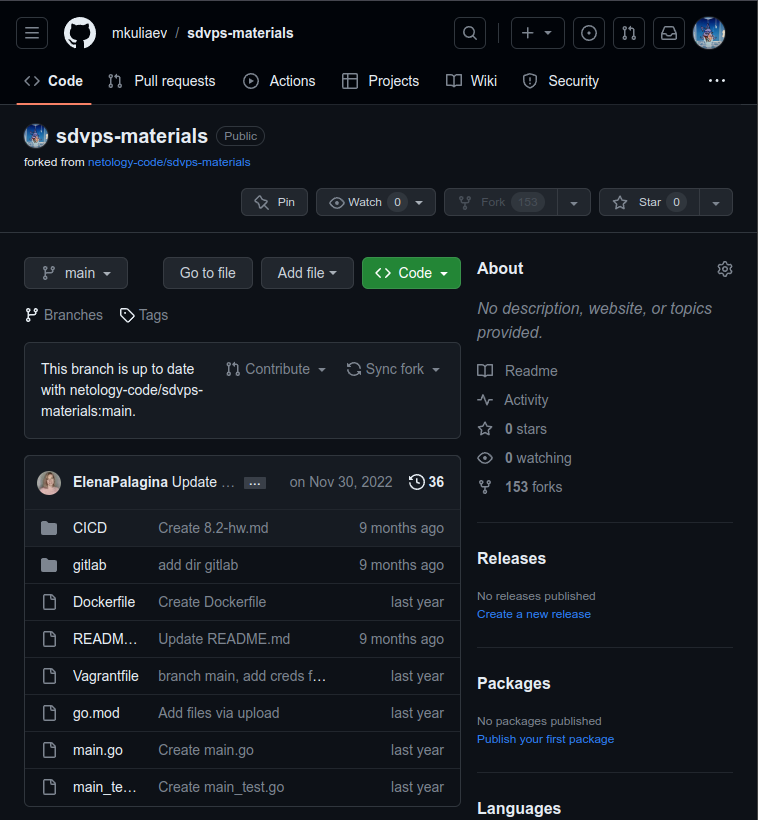 mkuliaev / sdvps-materials
Code Pull requests Actions Projects Wiki Security ...
sdvps-materials Public
forked from netology-code/sdvps-materials
Pin Watch 0 Fork 153 Star 0
main Go to file Add file Code
Branches Tags
This branch is up to date
with netology-code/sdvps-
materials:main.
Contribute Sync fork
ElenaPalagina Update … ... on Nov 30, 2022 36
CICD Create 8.2-hw.md 9 months ago
gitlab add dir gitlab 9 months ago
Dockerfile Create Dockerfile last year
READM… Update README.md 9 months ago
Vagrantfile branch main, add creds f… last year
go.mod Add files via upload last year
main.go Create main.go last year
main_te… Create main_test.go last year
About
No description, website, or topics
provided.
Readme
Activity
0 stars
0 watching
153 forks
Releases
No releases published
Create a new release
Packages
No packages published
Publish your first package
Languages